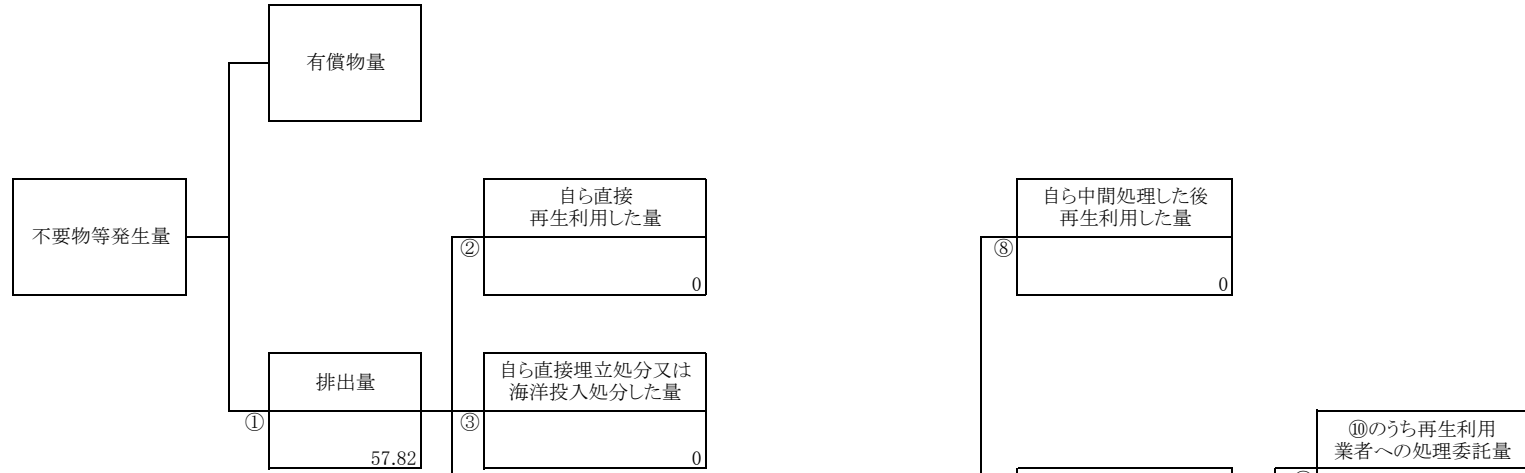 有償物量
不要物等発生量
自ら直接
再生利用した量
②
0
自ら中間処理した後
再生利用した量
⑧
0
排出量
①
57.82
自ら直接埋立処分又は
海洋投入処分した量
③
0
⑩のうち再生利用
業者への処理委託量